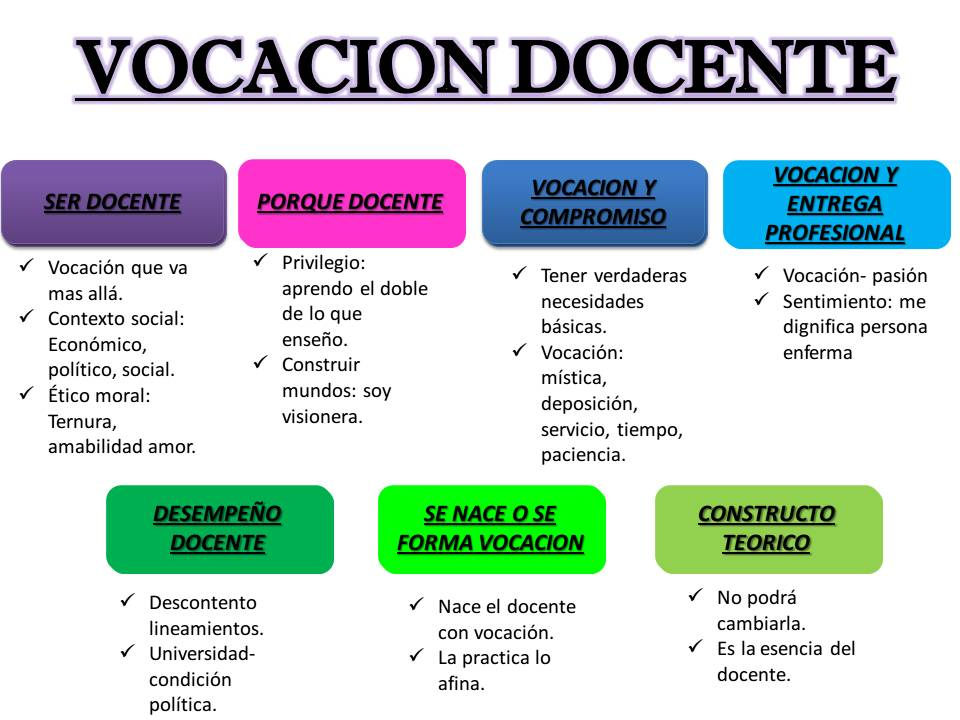 VOCACION DOCENTE
SER DOCENTE
✓ Vocación que va
mas allá.
✓ Contexto social:
Económico,
político, social.
✓ Ético moral:
Ternura,
amabilidad amor.
PORQUE DOCENTE
✓ Privilegio:
aprendo el doble
de lo que
enseño.
✓ Construir
mundos: soy
visionera.
VOCACION Y
COMPROMISO
✓ Tener verdaderas
necesidades
básicas.
✓ Vocación:
mística,
deposición,
servicio, tiempo,
paciencia.
VOCACION Y
ENTREGA
PROFESIONAL
✓ Vocación- pasión
✓ Sentimiento: me
dignifica persona
enferma
DESEMPEÑO
DOCENTE
✓ Descontento
lineamientos.
✓ Universidad-
condición
política.
SE NACE O SE
FORMA VOCACION
✓ Nace el docente
con vocación.
✓ La practica lo
afina.
CONSTRUCTO
TEORICO
✓ No podrá
cambiarla.
✓ Es la esencia del
docente.